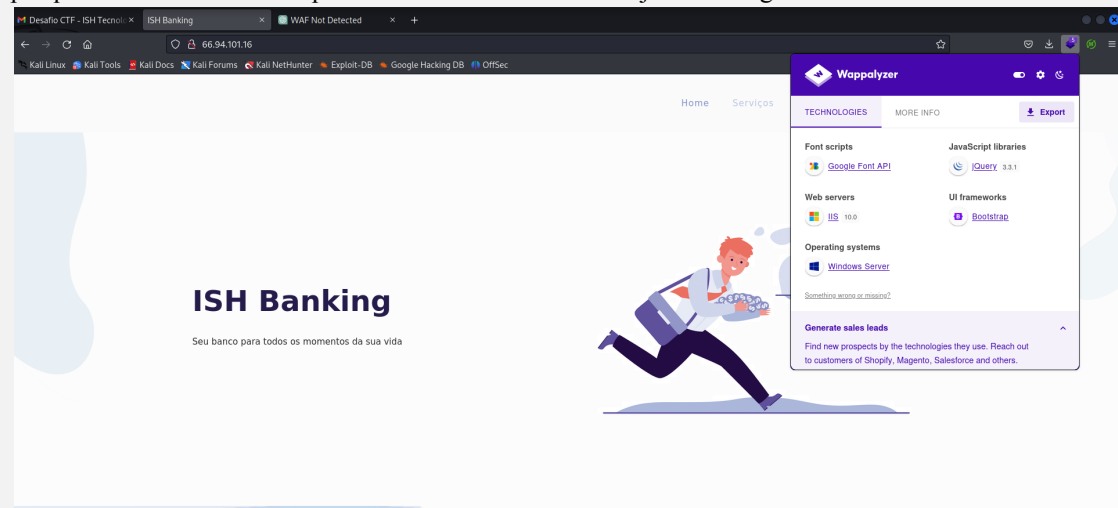 Desafio CTF - ISH Tecnolo
ISH Banking
WAF Not Detected
66.94.101.16
Kali Linux
Kali Tools
Kali Docs
Kali Forums
Kali NetHunter
Exploit-DB
Google Hacking DB
OffSec
Home
Serviços
Wappalyzer
TECHNOLOGIES
MORE INFO
Export
Font scripts
JavaScript libraries
Google Font API
jQuery 3.3.1
Web servers
UI frameworks
IIS 10.0
Bootstrap
Operating systems
Windows Server
Something wrong or missing?
Generate sales leads
Find new prospects by the technologies they use. Reach out
to customers of Shopify, Magento, Salesforce and others.
ISH Banking
Seu banco para todos os momentos da sua vida